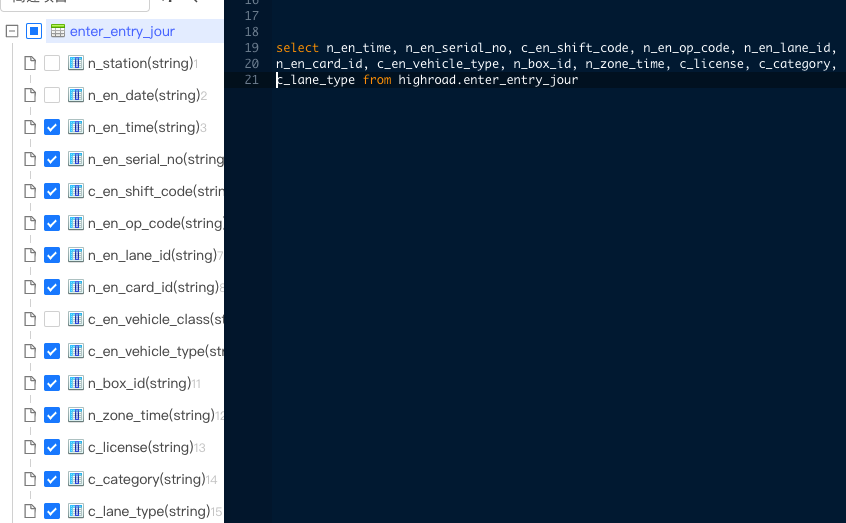 enter_entry_jour
n_station(string)1
n_en_date(string)2
n_en_time(string)3
n_en_serial_no(string
c_en_shift_code(strin
n_en_op_code(string)
n_en_lane_id(string)7
n_en_card_id(string)8
c_en_vehicle_class(st
c_en_vehicle_type(str
n_box_id(string)11
n_zone_time(string)12
c_license(string)13
c_category(string)14
c_lane_type(string)15
16
17
18
19 select n_en_time, n_en_serial_no, c_en_shift_code, n_en_op_code, n_en_lane_id,
20 n_en_card_id, c_en_vehicle_type, n_box_id, n_zone_time, c_license, c_category,
21 c_lane_type from highroad.enter_entry_jour